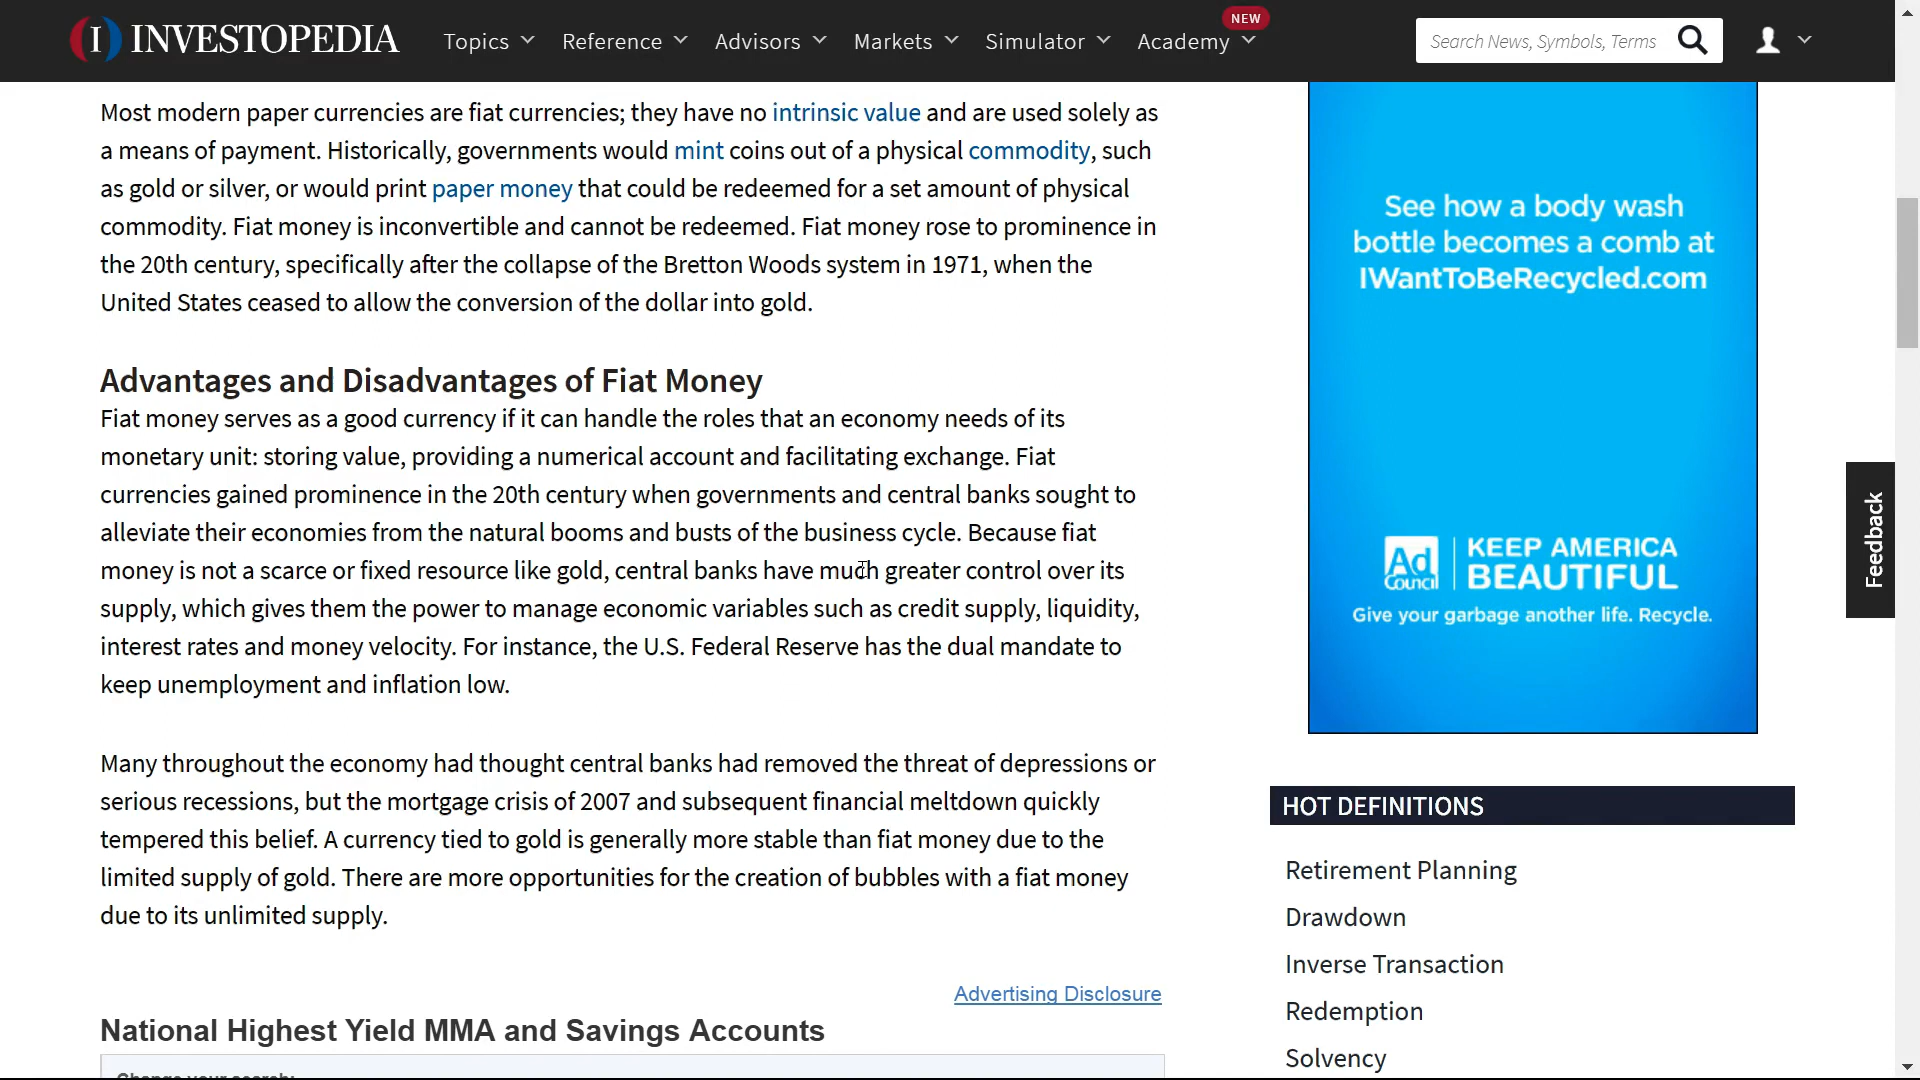 INVESTOPEDIA
Topics
Reference
Advisors
Markets
Simulator
Academy
NEW
Search News, Symbols, Terms
Most modern paper currencies are fiat currencies; they have no intrinsic value and are used solely as
a means of payment. Historically, governments would mint coins out of a physical commodity, such
as gold or silver, or would print paper money that could be redeemed for a set amount of physical
commodity. Fiat money is inconvertible and cannot be redeemed. Fiat money rose to prominence in
the 20th century, specifically after the collapse of the Bretton Woods system in 1971, when the
United States ceased to allow the conversion of the dollar into gold.
Advantages and Disadvantages of Fiat Money
Fiat money serves as a good currency if it can handle the roles that an economy needs of its
monetary unit: storing value, providing a numerical account and facilitating exchange. Fiat
currencies gained prominence in the 20th century when governments and central banks sought to
alleviate their economies from the natural booms and busts of the business cycle. Because fiat
money is not a scarce or fixed resource like gold, central banks have much greater control over its
supply, which gives them the power to manage economic variables such as credit supply, liquidity,
interest rates and money velocity. For instance, the U.S. Federal Reserve has the dual mandate to
keep unemployment and inflation low.
Many throughout the economy had thought central banks had removed the threat of depressions or
serious recessions, but the mortgage crisis of 2007 and subsequent financial meltdown quickly
tempered this belief. A currency tied to gold is generally more stable than fiat money due to the
limited supply of gold. There are more opportunities for the creation of bubbles with a fiat money
due to its unlimited supply.
Advertising Disclosure
National Highest Yield MMA and Savings Accounts
Change your search:
See how a body wash
bottle becomes a comb at
IWantToBeRecycled.com
Ad Council
KEEP AMERICA
BEAUTIFUL
Give your garbage another life. Recycle.
Feedback
HOT DEFINITIONS
Retirement Planning
Drawdown
Inverse Transaction
Redemption
Solvency